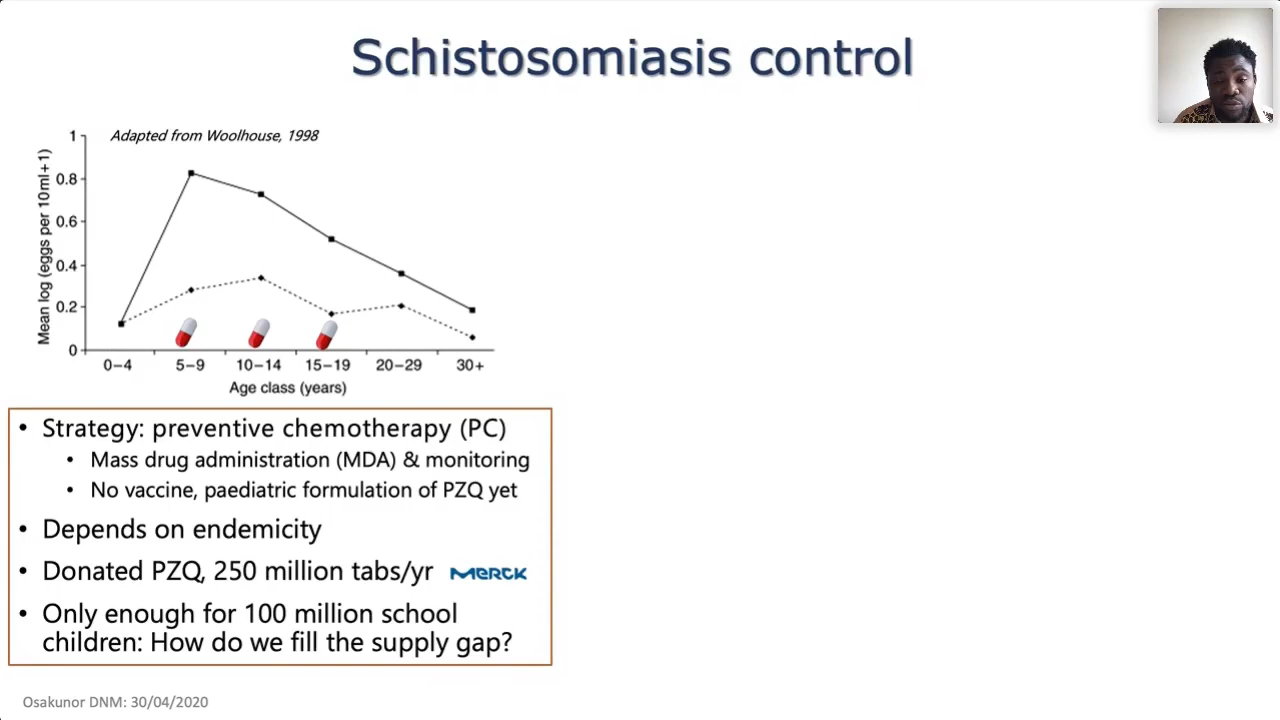 Schistosomiasis control
Adapted from Woolhouse, 1998
Mean log (eggs per 10ml+1)
1
0.8
0.6
0.4
0.2
0
0–4 5–9 10–14 15–19 20–29 30+
Age class (years)
• Strategy: preventive chemotherapy (PC)
• Mass drug administration (MDA) & monitoring
• No vaccine, paediatric formulation of PZQ yet
• Depends on endemicity
• Donated PZQ, 250 million tabs/yr MERCK
• Only enough for 100 million school
children: How do we fill the supply gap?
Osakunor DNM: 30/04/2020